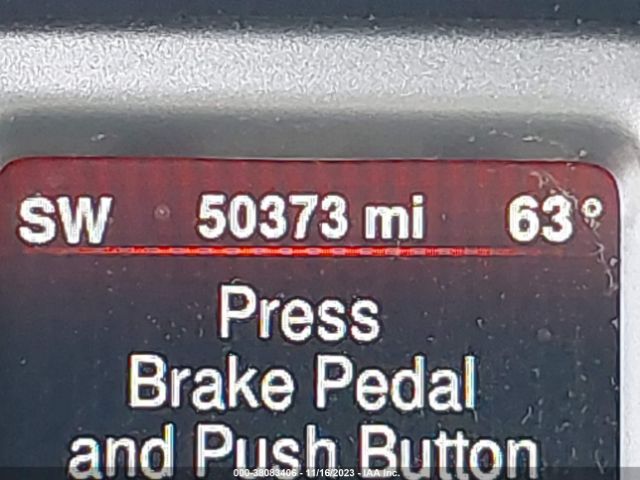 SW 50373 mi 63°
Press
Brake Pedal
and Push Button
000-38083406 - 11/16/2023 - IAA Inc.